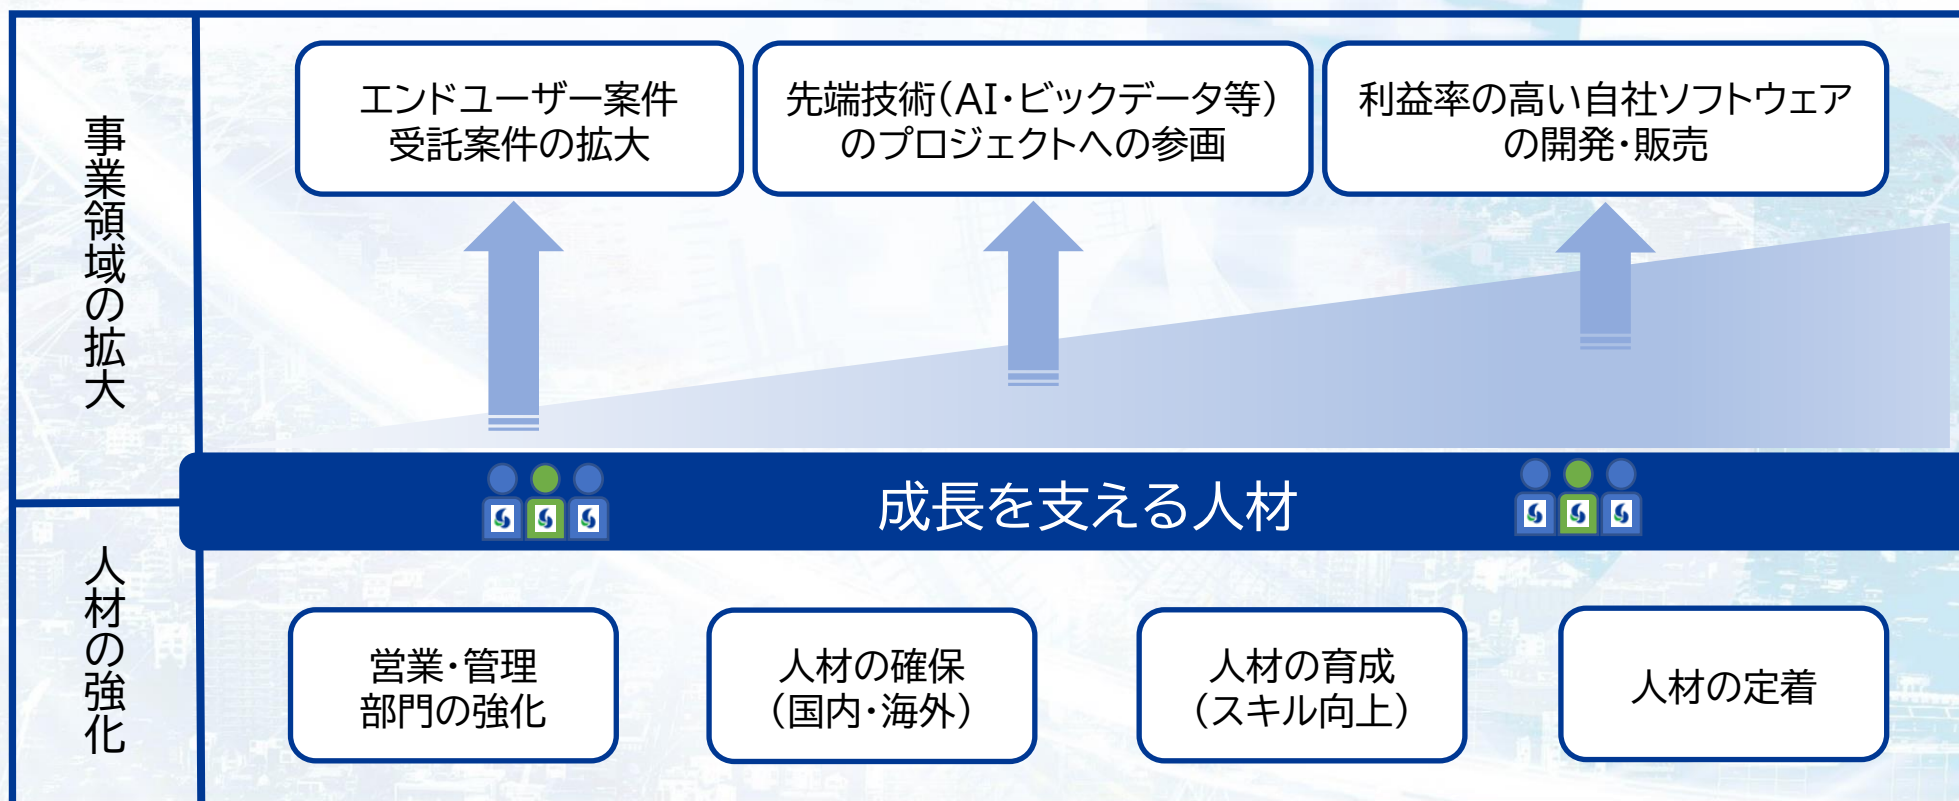 事業領域の拡大
エンドユーザー案件
受託案件の拡大
先端技術（AI・ビックデータ等）
のプロジェクトへの参画
利益率の高い自社ソフトウェア
の開発・販売
成長を支える人材
人材の強化
営業・管理
部門の強化
人材の確保
（国内・海外）
人材の育成
（スキル向上）
人材の定着